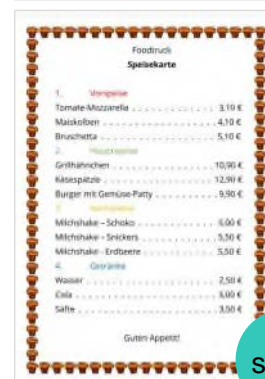 Foodtruck
Speisekarte
1. Vorspeise
Tomate-Mozzarella 3,10 €
Maiskolben 4,10 €
Bruschetta 5,10 €
2. Hauptspeise
Grillhähnchen 10,90 €
Käsespätzle 12,90 €
Burger mit Gemüse-Patty 9,90 €
3. Nachspeise
Milchshake – Schoko 6,00 €
Milchshake – Snickers 5,50 €
Milchshake - Erdbeere 5,50 €
4. Getränke
Wasser 2,50 €
Cola 3,00 €
Säfte 3,50 €
Guten Appetit!
S